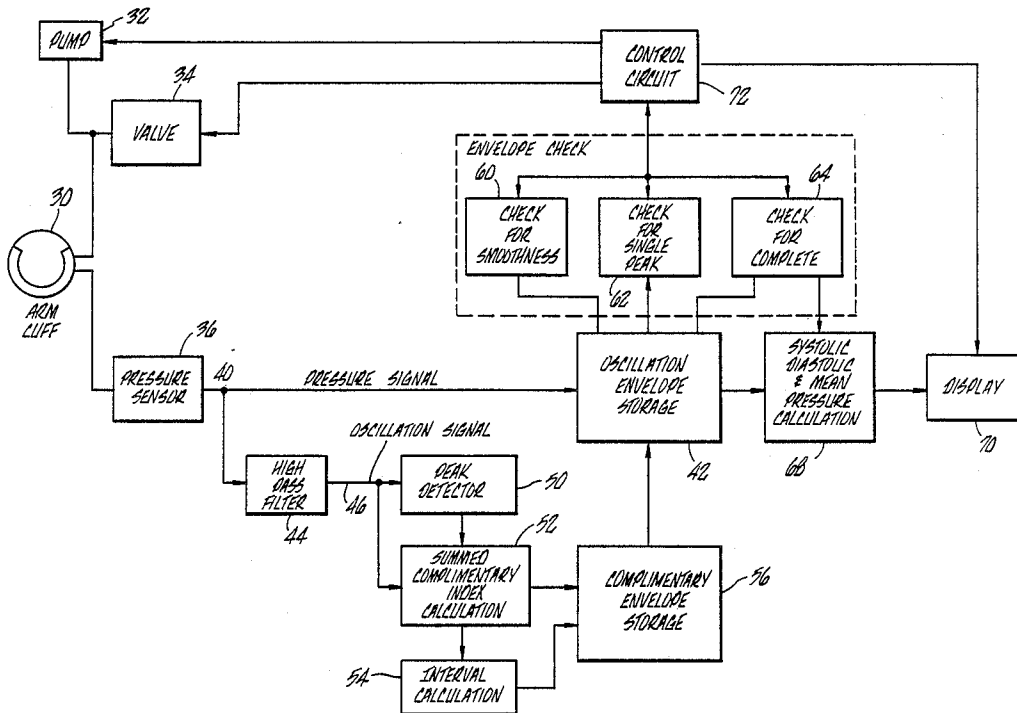 32
PUMP
34
VALVE
CONTROL
CIRCUIT
72
ENVELOPE CHECK
60
CHECK
FOR
SMOOTHNESS
CHECK
FOR
SINGLE
PEAK
62
64
CHECK
FOR
COMPLETE
30
ARM
CUFF
36
PRESSURE
SENSOR
40
PRESSURE SIGNAL
OSCILLATION
ENVELOPE
STORAGE
42
SYSTOLIC
DIASTOLIC
& MEAN
PRESSURE
CALCULATION
68
DISPLAY
70
OSCILLATION SIGNAL
HIGH
PASS
FILTER
44
46
PEAK
DETECTOR
50
52
SUMMED
COMPLIMENTARY
INDEX
CALCULATION
COMPLIMENTARY
ENVELOPE
STORAGE
56
54
INTERVAL
CALCULATION